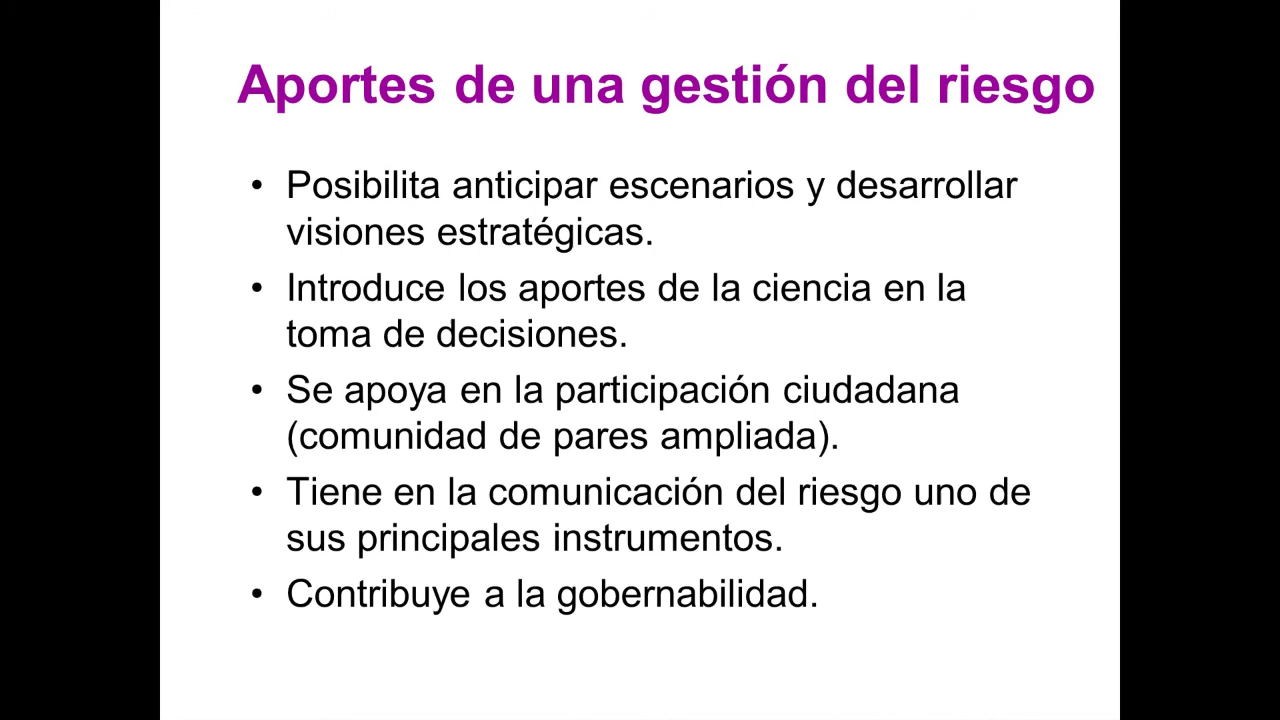 Aportes de una gestión del riesgo
• Posibilita anticipar escenarios y desarrollar
visiones estratégicas.
• Introduce los aportes de la ciencia en la
toma de decisiones.
• Se apoya en la participación ciudadana
(comunidad de pares ampliada).
• Tiene en la comunicación del riesgo uno de
sus principales instrumentos.
• Contribuye a la gobernabilidad.